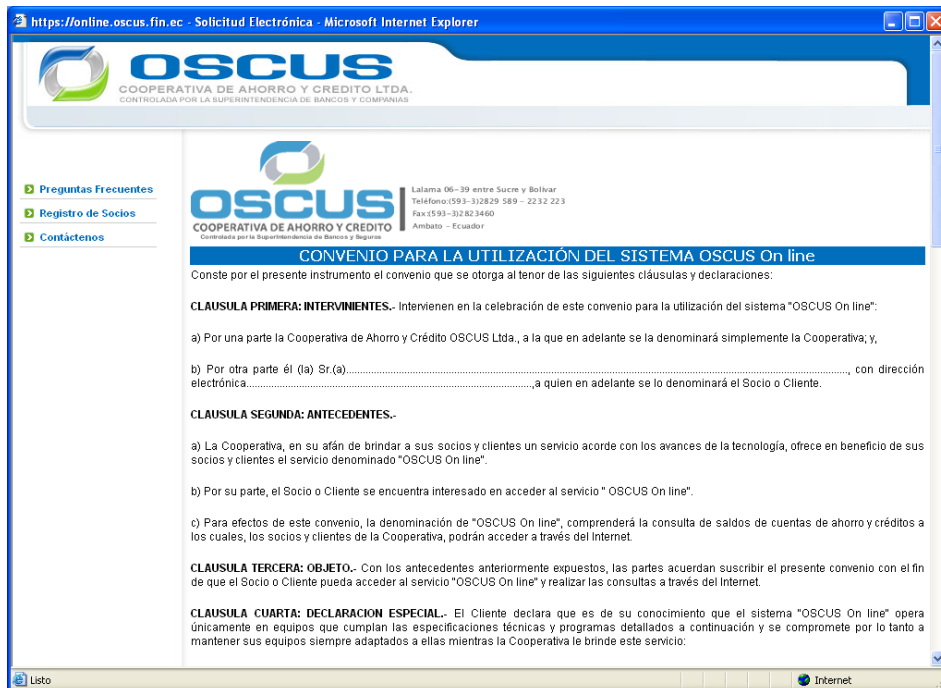 https://online.oscus.fin.ec - Solicitud Electrónica - Microsoft Internet Explorer
OSCUS
COOPERATIVA DE AHORRO Y CREDITO LTDA.
CONTROLADA POR LA SUPERINTENDENCIA DE BANCOS Y COMPAÑIAS
Preguntas Frecuentes
Registro de Socios
Contáctenos
OSCUS
COOPERATIVA DE AHORRO Y CREDITO
Controlada por la Superintendencia de Bancos y Seguros
Lalama 06-39 entre Sucre y Bolivar
Teléfono:(593-3)2829 589 - 2232 223
Fax:(593-3)2823460
Ambato - Ecuador
CONVENIO PARA LA UTILIZACIÓN DEL SISTEMA OSCUS On line
Conste por el presente instrumento el convenio que se otorga al tenor de las siguientes cláusulas y declaraciones:
CLAUSULA PRIMERA: INTERVINIENTES.- Intervienen en la celebración de este convenio para la utilización del sistema "OSCUS On line":
a) Por una parte la Cooperativa de Ahorro y Crédito OSCUS Ltda., a la que en adelante se la denominará simplemente la Cooperativa; y,
b) Por otra parte él (la) Sr.(a)......................................................................................................, con dirección
electrónica..........................................................................................,a quien en adelante se lo denominará el Socio o Cliente.
CLAUSULA SEGUNDA: ANTECEDENTES.-
a) La Cooperativa, en su afán de brindar a sus socios y clientes un servicio acorde con los avances de la tecnología, ofrece en beneficio de sus
socios y clientes el servicio denominado "OSCUS On line".
b) Por su parte, el Socio o Cliente se encuentra interesado en acceder al servicio " OSCUS On line".
c) Para efectos de este convenio, la denominación de "OSCUS On line", comprenderá la consulta de saldos de cuentas de ahorro y créditos a
los cuales, los socios y clientes de la Cooperativa, podrán acceder a través del Internet.
CLAUSULA TERCERA: OBJETO.- Con los antecedentes anteriormente expuestos, las partes acuerdan suscribir el presente convenio con el fin
de que el Socio o Cliente pueda acceder al servicio "OSCUS On line" y realizar las consultas a través del Internet.
CLAUSULA CUARTA: DECLARACION ESPECIAL.- El Cliente declara que es de su conocimiento que el sistema "OSCUS On line" opera
únicamente en equipos que cumplan las especificaciones técnicas y programas detallados a continuación y se compromete por lo tanto a
mantener sus equipos siempre adaptados a ellas mientras la Cooperativa le brinde este servicio:
Listo
Internet